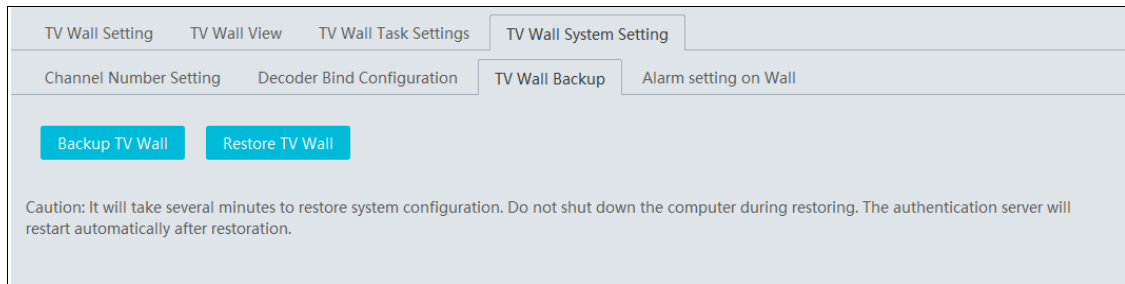 TV Wall Setting TV Wall View TV Wall Task Settings TV Wall System Setting
Channel Number Setting Decoder Bind Configuration TV Wall Backup Alarm setting on Wall
Backup TV Wall Restore TV Wall
Caution: It will take several minutes to restore system configuration. Do not shut down the computer during restoring. The authentication server will
restart automatically after restoration.